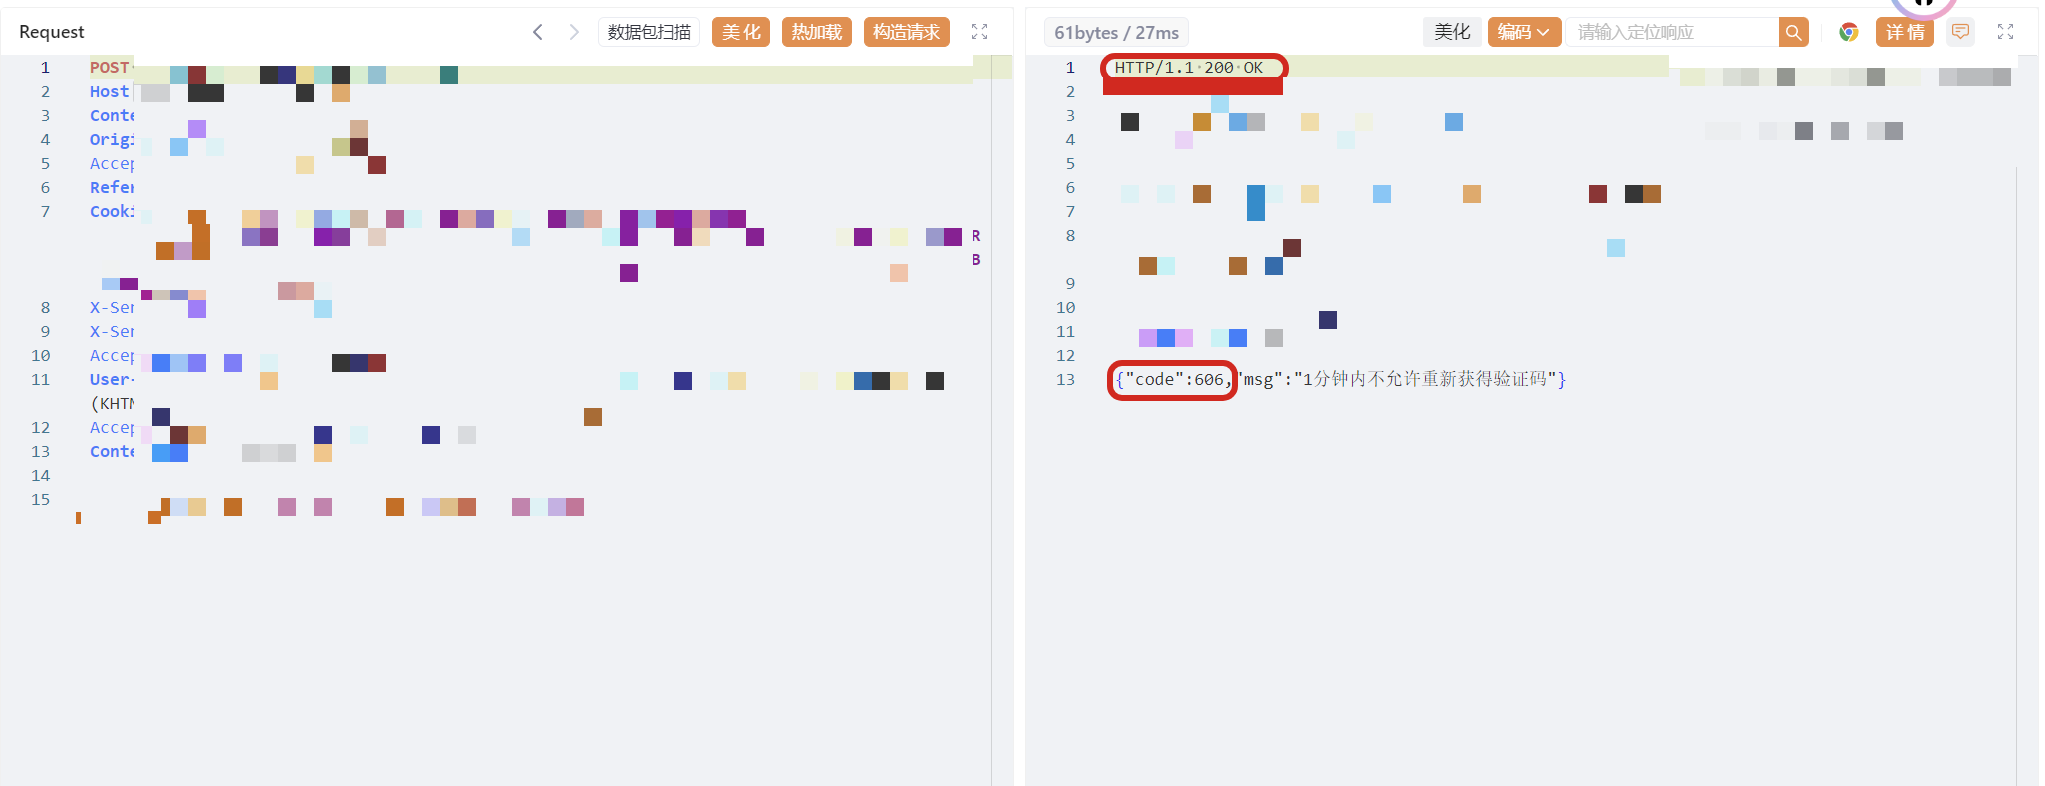 Request
数据包扫描
美 化
热加载
构造请求
1 POST
2 Host
3 Conte
4 Origi
5 Accep
6 Refer
7 Cooki
R
B
8 X-Ser
9 X-Ser
10 Accep
11 User-
(KHTM
12 Accep
13 Conte
14
15
61bytes / 27ms
美化
编码
请输入定位响应
详 情
1 HTTP/1.1·200·OK
2
3
4
5
6
7
8
9
10
11
12
13 {"code":606,"msg":"1分钟内不允许重新获得验证码"}